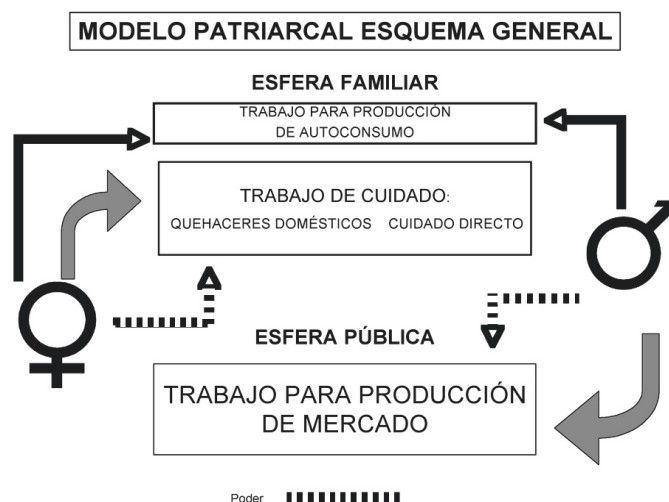 MODELO PATRIARCAL ESQUEMA GENERAL
ESFERA FAMILIAR
TRABAJO PARA PRODUCCIÓN
DE AUTOCONSUMO
TRABAJO DE CUIDADO:
QUEHACERES DOMÉSTICOS CUIDADO DIRECTO
ESFERA PÚBLICA
TRABAJO PARA PRODUCCIÓN
DE MERCADO
Poder